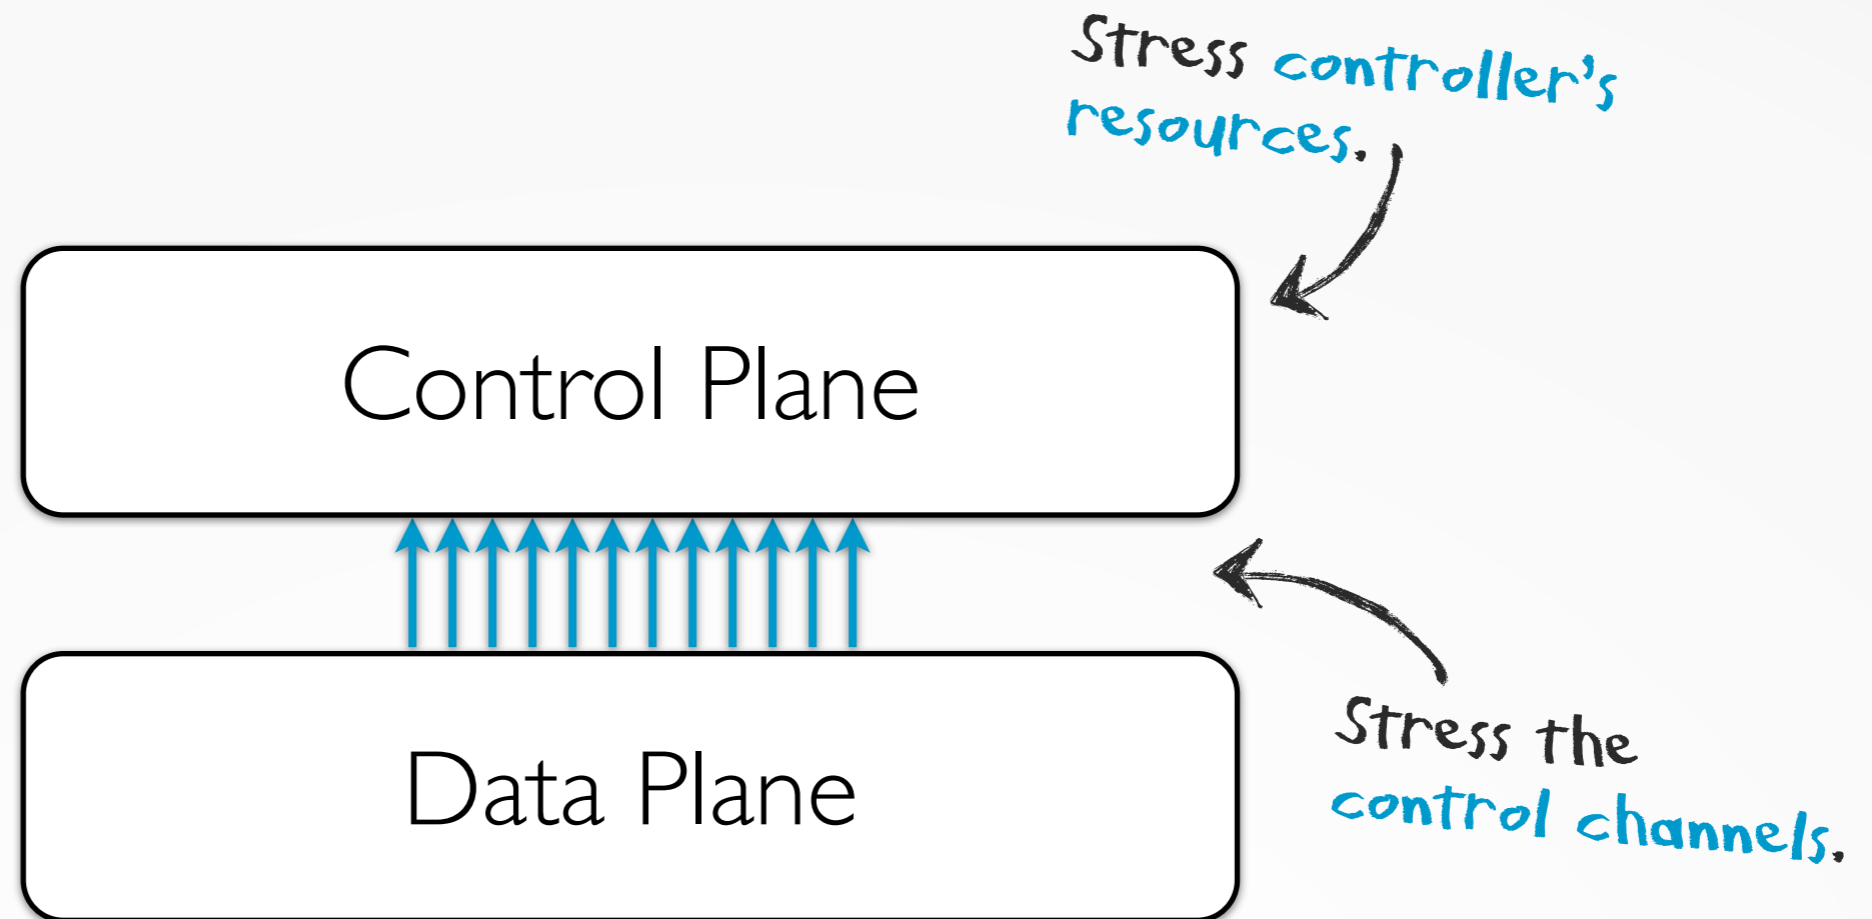 Stress controller's
resources.
Control Plane
Data Plane
Stress the
control channels.